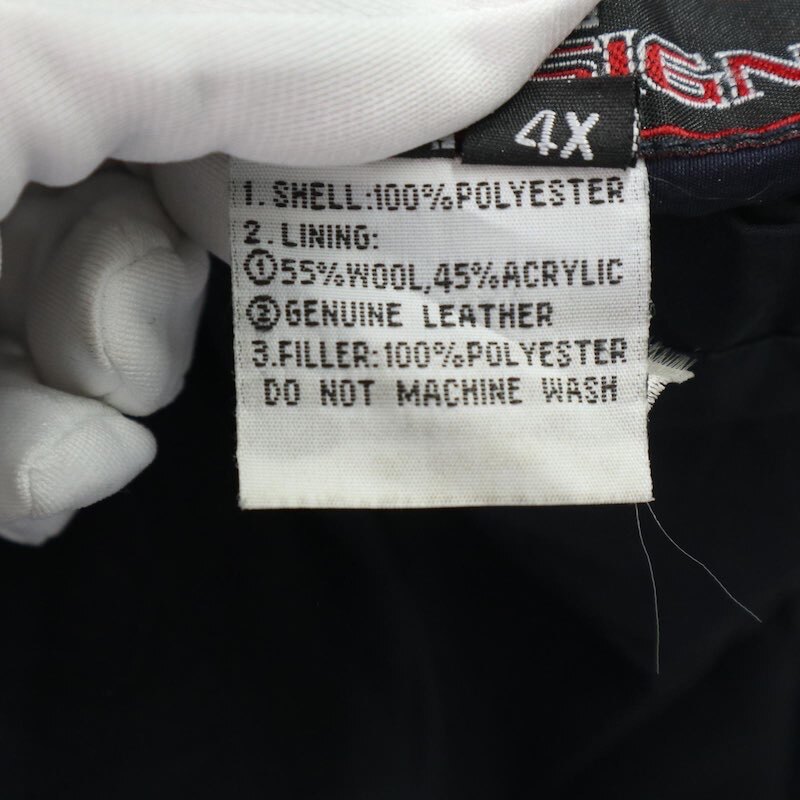 4X
1. SHELL:100%POLYESTER
2. LINING:
①55%WOOL,45%ACRYLIC
②GENUINE LEATHER
3.FILLER:100%POLYESTER
DO NOT MACHINE WASH